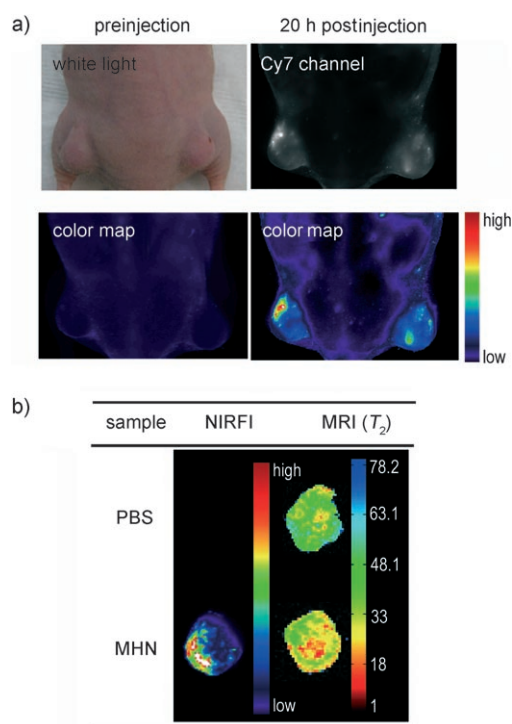 a)
preinjection
20 h postinjection
white light
Cy7 channel
color map
color map
high
low
b)
sample
NIRFI
MRI (T2)
PBS
MHN
high
low
78.2
63.1
48.1
33
18
1